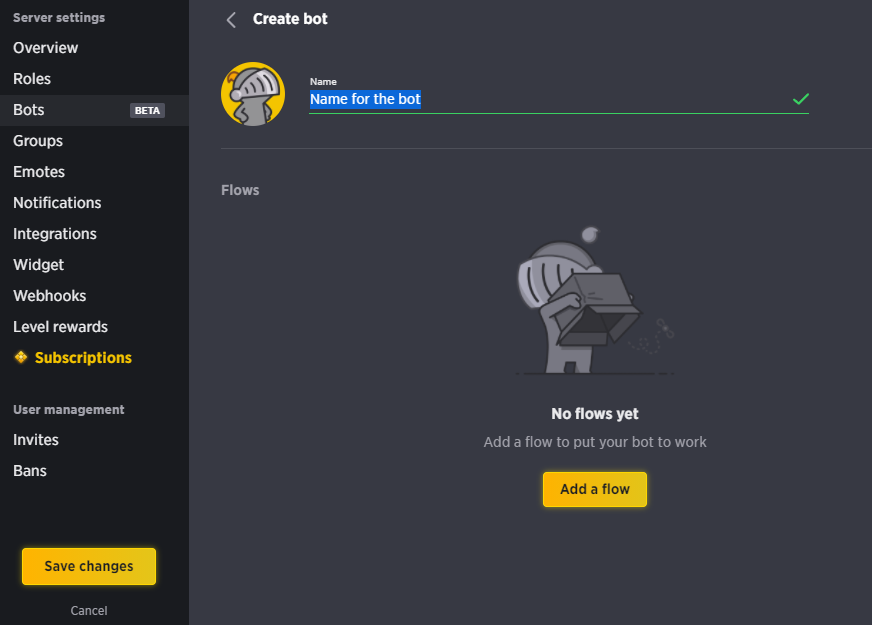 Server settings
Overview
Roles
Bots BETA
Groups
Emotes
Notifications
Integrations
Widget
Webhooks
Level rewards
Subscriptions
User management
Invites
Bans
Save changes
Cancel
Create bot
Name
Name for the bot
Flows
No flows yet
Add a flow to put your bot to work
Add a flow